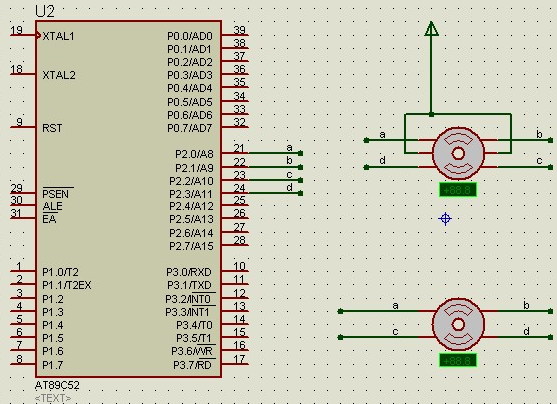 U2
19 XTAL1 P0.0/AD0 39
P0.1/AD1 38
P0.2/AD2 37
18 XTAL2 P0.3/AD3 36
P0.4/AD4 35
P0.5/AD5 34
P0.6/AD6 33
9 RST P0.7/AD7 32
P2.0/A8 21 a
P2.1/A9 22 b
P2.2/A10 23 c
29 PSEN P2.3/A11 24 d
30 ALE P2.4/A12 25
31 EA P2.5/A13 26
P2.6/A14 27
P2.7/A15 28
1 P1.0/T2 P3.0/RXD 10
2 P1.1/T2EX P3.1/TXD 11
3 P1.2 P3.2/INT0 12
4 P1.3 P3.3/INT1 13
5 P1.4 P3.4/T0 14
6 P1.5 P3.5/T1 15
7 P1.6 P3.6/WR 16
8 P1.7 P3.7/RD 17
AT89C52
<TEXT>
a b
d c
+88.8
a b
c d
+88.8